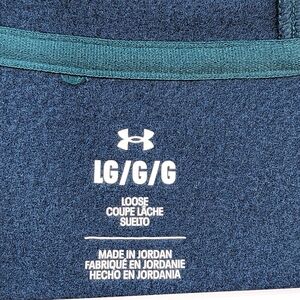 LG/G/G
LOOSE
COUPE LÂCHE
SUELTO
MADE IN JORDAN
FABRIQUÉ EN JORDANIE
HECHO EN JORDANIA